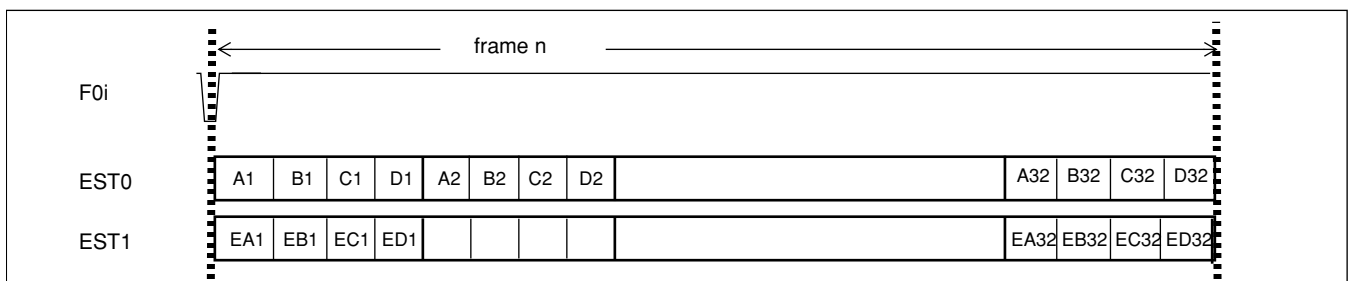 frame n
F0i
EST0 A1 B1 C1 D1 A2 B2 C2 D2 A32 B32 C32 D32
EST1 EA1 EB1 EC1 ED1 EA32 EB32 EC32 ED32